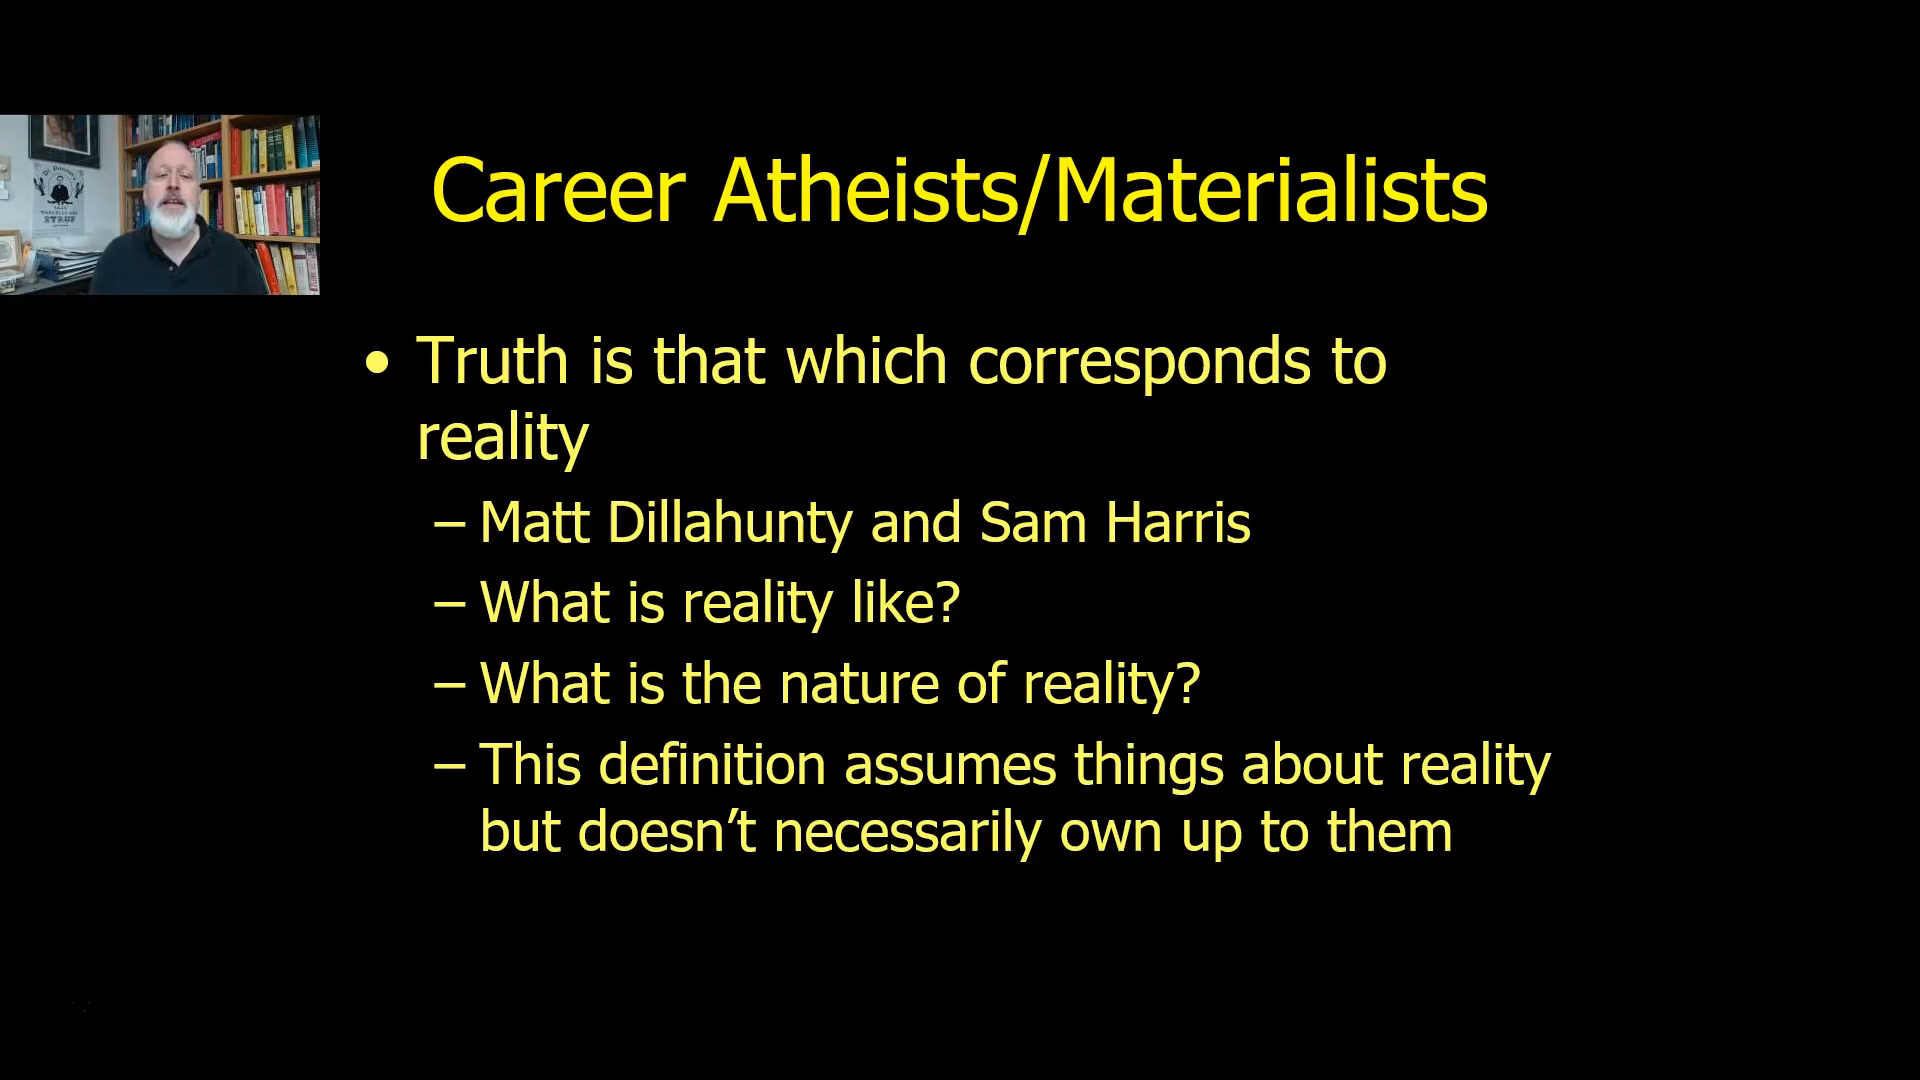 Career Atheists/Materialists
• Truth is that which corresponds to
reality
– Matt Dillahunty and Sam Harris
– What is reality like?
– What is the nature of reality?
– This definition assumes things about reality
but doesn’t necessarily own up to them
SYRUP